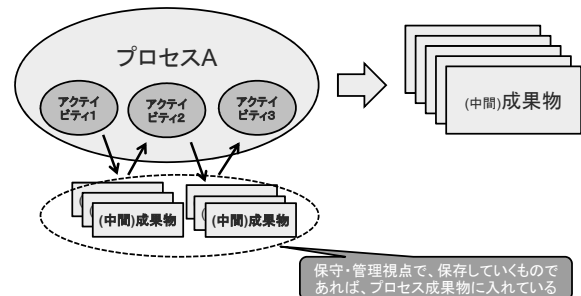 プロセスA
アクテイ
ビティ1
アクテイ
ビティ2
アクテイ
ビティ3
(中間)成果物
(中間)成果物
(中間)成果物
保守・管理視点で、保存していくもので
あれば、プロセス成果物に入れている